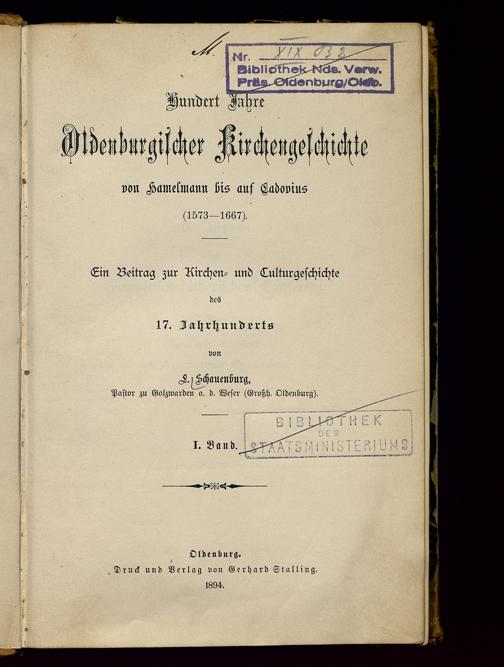 M.
Nr. XIX 932
Bibliothek Nds. Verw.
Präs. Oldenburg/Oldb.
Hundert Jahre
Oldenburgiſcher Kirchengeſchichte
von Hamelmann bis auf Cadovius
(1573—1667).
Ein Beitrag zur Kirchen- und Culturgeſchichte
des
17. Jahrhunderts
von
L. Schauenburg,
Paſtor zu Golzwarden a. d. Weſer (Großh. Oldenburg).
BIBLIOTHEK
DES
STAATSMINISTERIUMS
I. Band.
Oldenburg.
Druck und Verlag von Gerhard Stalling.
1894.